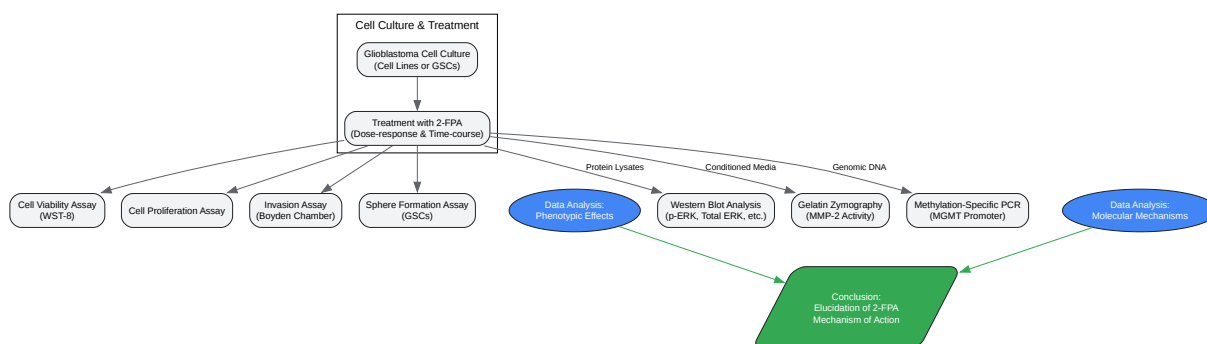 Cell Culture & Treatment
Glioblastoma Cell Culture
(Cell Lines or GSCs)
Treatment with 2-FPA
(Dose-response & Time-course)
Protein Lysates
Conditioned Media
Genomic DNA
Cell Viability Assay
(WST-8)
Cell Proliferation Assay
Invasion Assay
(Boyden Chamber)
Sphere Formation Assay
(GSCs)
Data Analysis:
Phenotypic Effects
Western Blot Analysis
(p-ERK, Total ERK, etc.)
Gelatin Zymography
(MMP-2 Activity)
Methylation-Specific PCR
(MGMT Promoter)
Data Analysis:
Molecular Mechanisms
Conclusion:
Elucidation of 2-FPA
Mechanism of Action